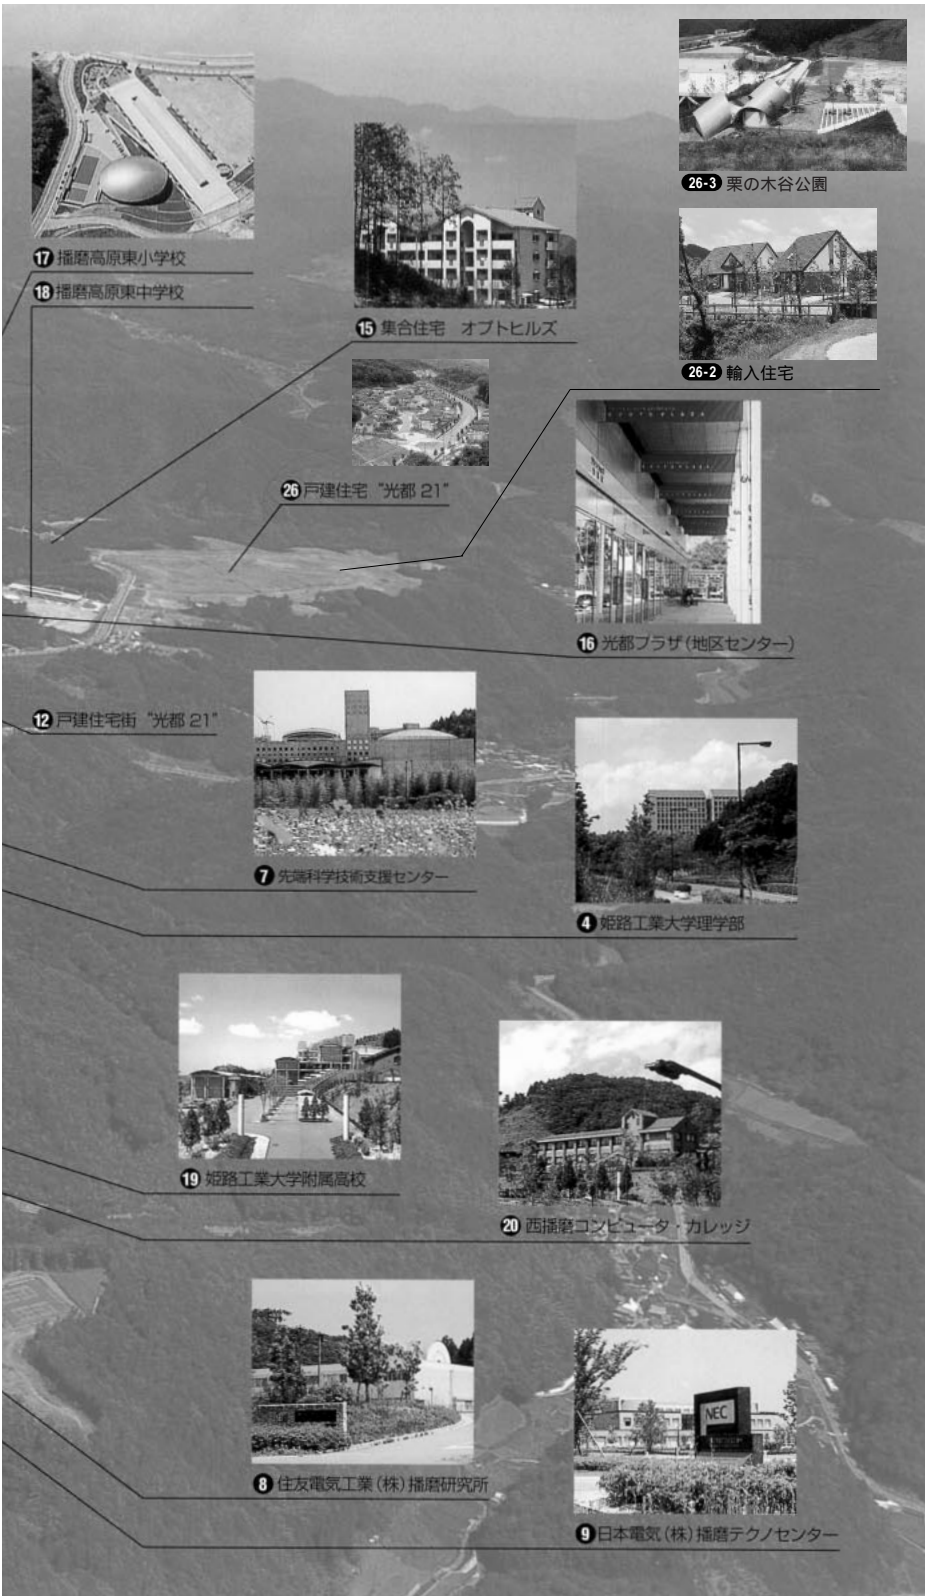 26-3 栗の木谷公園
17 播磨高原東小学校
18 播磨高原東中学校
15 集合住宅 オプトヒルズ
26-2 輸入住宅
26 戸建住宅 “光都 21”
16 光都プラザ(地区センター)
12 戸建住宅街 “光都 21”
7 先端科学技術支援センター
4 姫路工業大学理学部
19 姫路工業大学附属高校
20 西播磨コンピュータ・カレッジ
NEC
8 住友電気工業(株)播磨研究所
9 日本電気(株)播磨テクノセンター